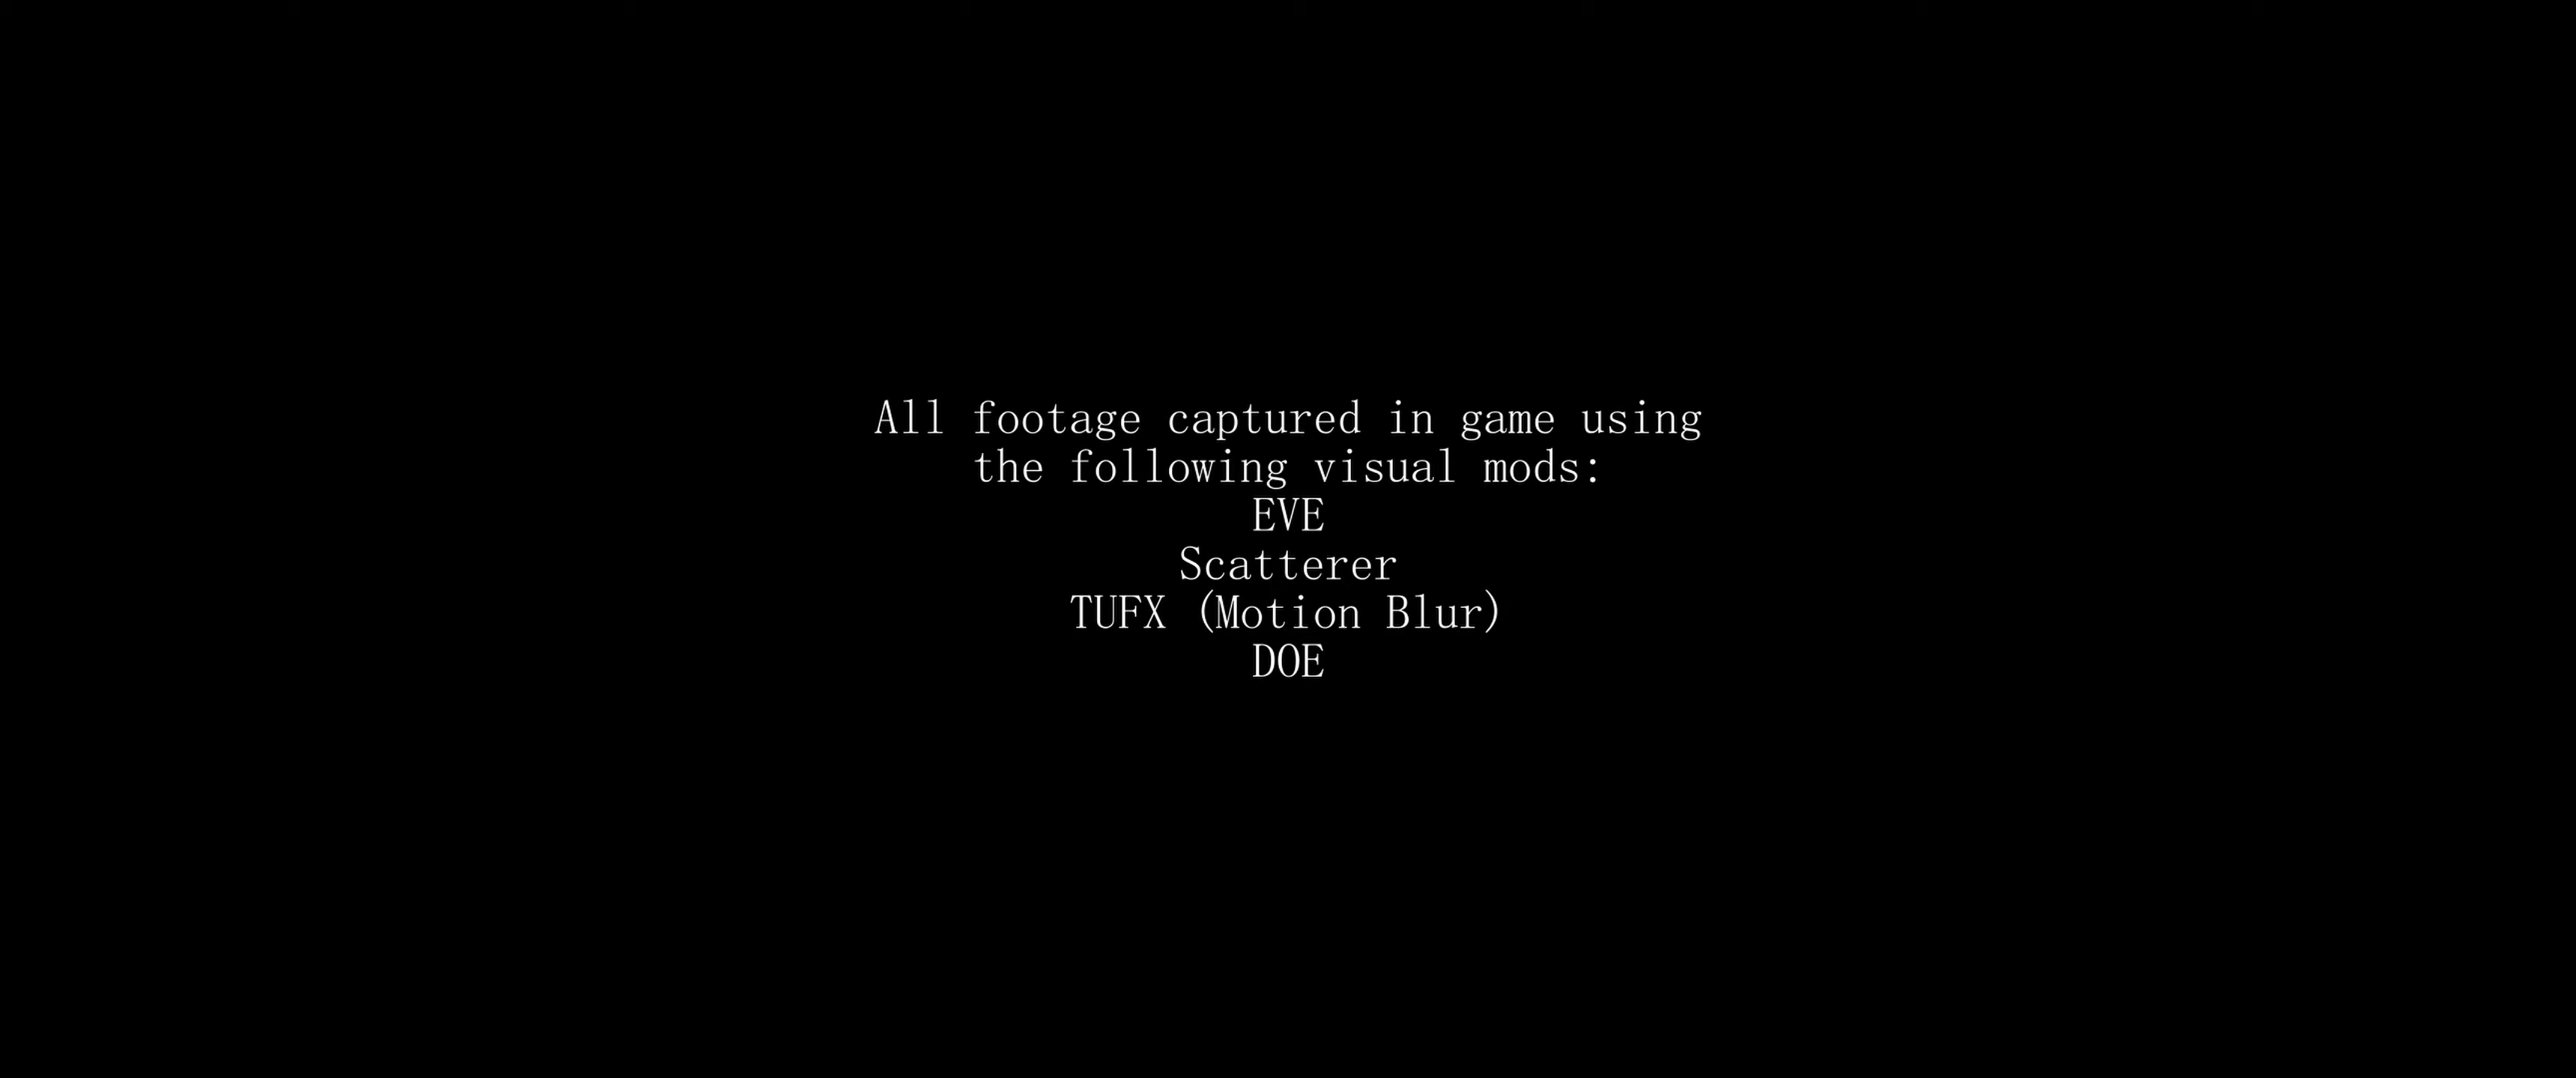 All footage captured in game using
the following visual mods:
EVE
Scatterer
TUFX (Motion Blur)
DOE